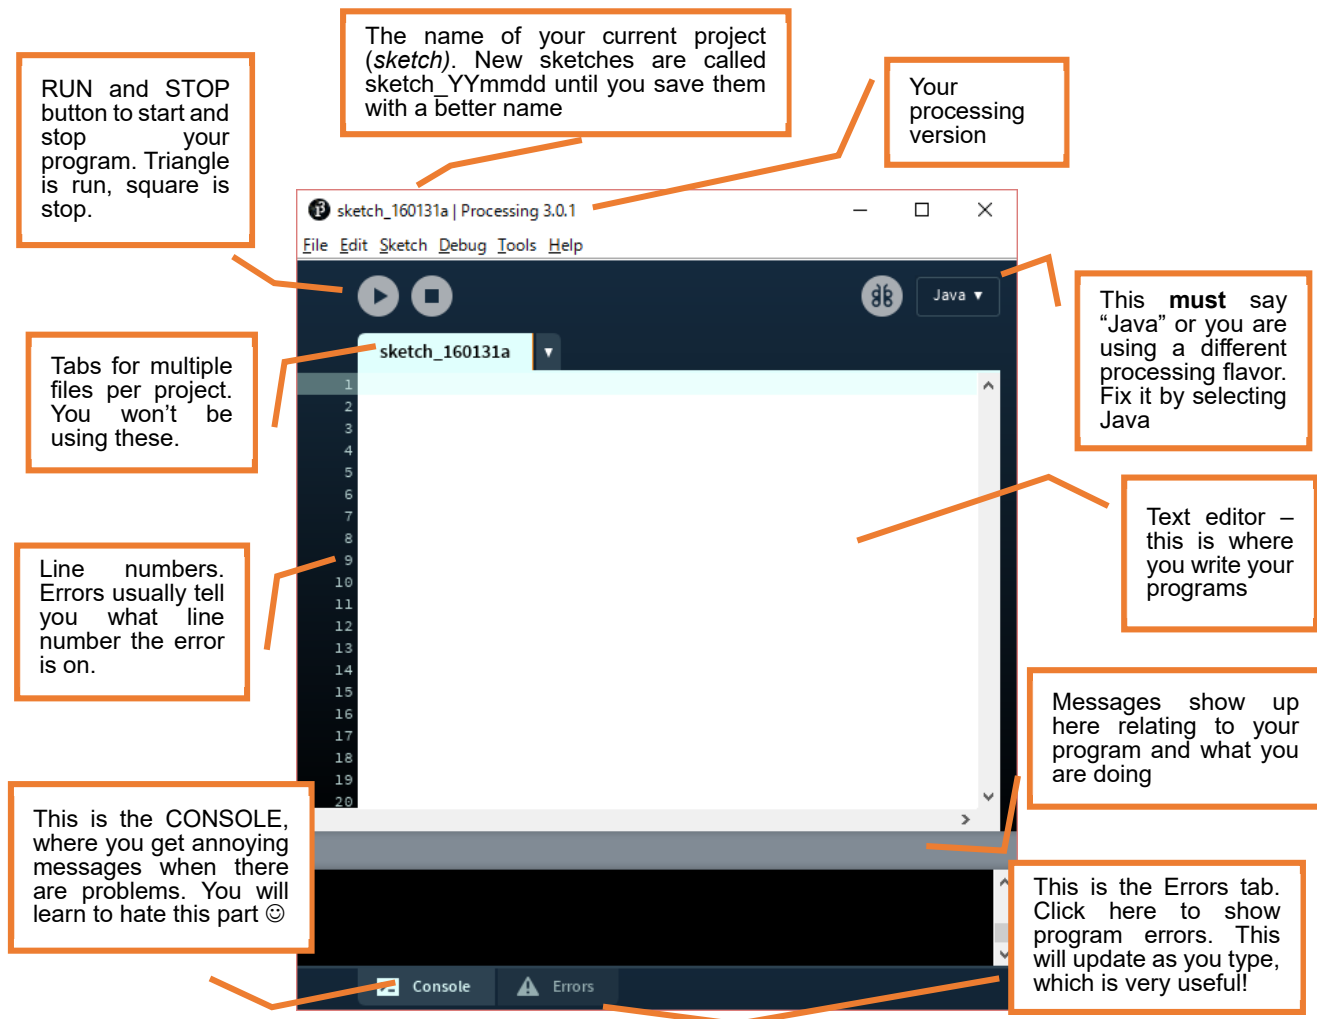 The name of your current project
(sketch). New sketches are called
sketch_YYmmdd until you save them
with a better name
RUN and STOP
button to start and
stop your
program. Triangle
is run, square is
stop.
Your
processing
version
sketch_160131a | Processing 3.0.1
File Edit Sketch Debug Tools Help
Java ▾
This must say
“Java” or you are
using a different
processing flavor.
Fix it by selecting
Java
Tabs for multiple
files per project.
You won’t be
using these.
sketch_160131a
1
2
3
4
5
6
7
8
9
10
11
12
13
14
15
16
17
18
19
20
Text editor –
this is where
you write your
programs
Line numbers.
Errors usually tell
you what line
number the error
is on.
Messages show up
here relating to your
program and what you
are doing
This is the CONSOLE,
where you get annoying
messages when there
are problems. You will
learn to hate this part ☺
This is the Errors tab.
Click here to show
program errors. This
will update as you type,
which is very useful!
Console
Errors